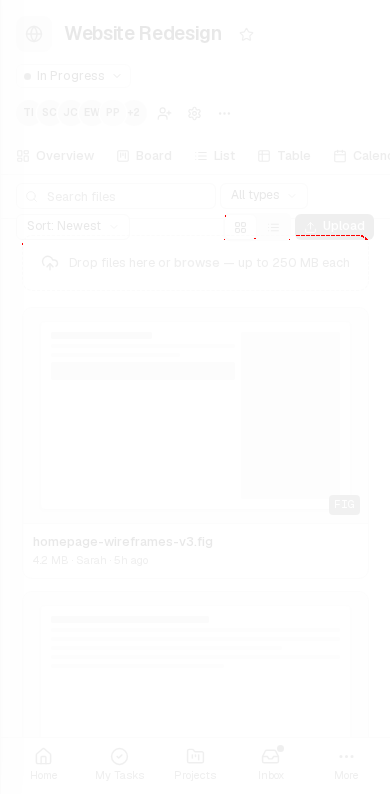 Website Redesign
In Progress
TI SC JC EW PP +2
Overview Board List Table Calen
Search files All types
Sort: Newest Upload
Drop files here or browse — up to 250 MB each
FIG
homepage-wireframes-v3.fig
4.2 MB · Sarah · 5h ago
Home My Tasks Projects Inbox More